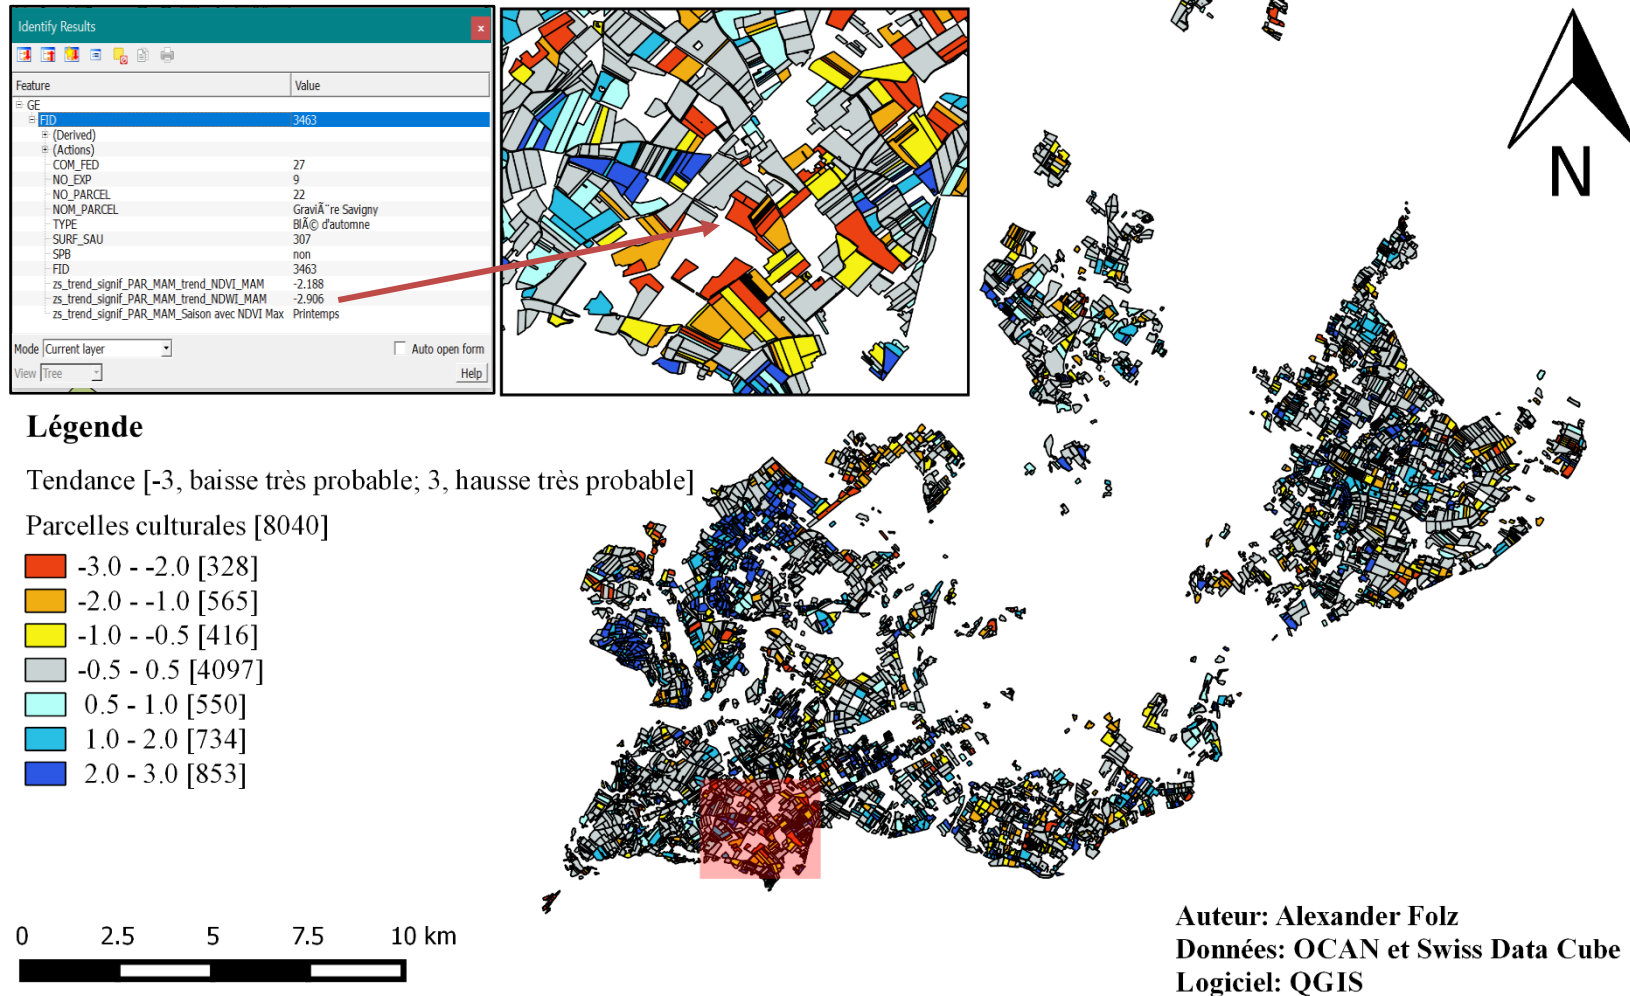 Identify Results
x
Feature Value
GE
FID 3463
(Derived)
(Actions)
COM_FED 27
NO_EXP 9
NO_PARCEL 22
NOM_PARCEL GraviÃ¨re Savigny
TYPE BlÃ© d'automne
SURF_SAU 307
SPB non
FID 3463
zs_trend_signif_PAR_MAM_trend_NDVI_MAM -2.188
zs_trend_signif_PAR_MAM_trend_NDWI_MAM -2.906
zs_trend_signif_PAR_MAM_Saison avec NDVI Max Printemps
Mode Current layer Auto open form
View Tree Help
N
Légende
Tendance [-3, baisse très probable; 3, hausse très probable]
Parcelles culturales [8040]
-3.0 - -2.0 [328]
-2.0 - -1.0 [565]
-1.0 - -0.5 [416]
-0.5 - 0.5 [4097]
0.5 - 1.0 [550]
1.0 - 2.0 [734]
2.0 - 3.0 [853]
0 2.5 5 7.5 10 km
Auteur: Alexander Folz
Données: OCAN et Swiss Data Cube
Logiciel: QGIS